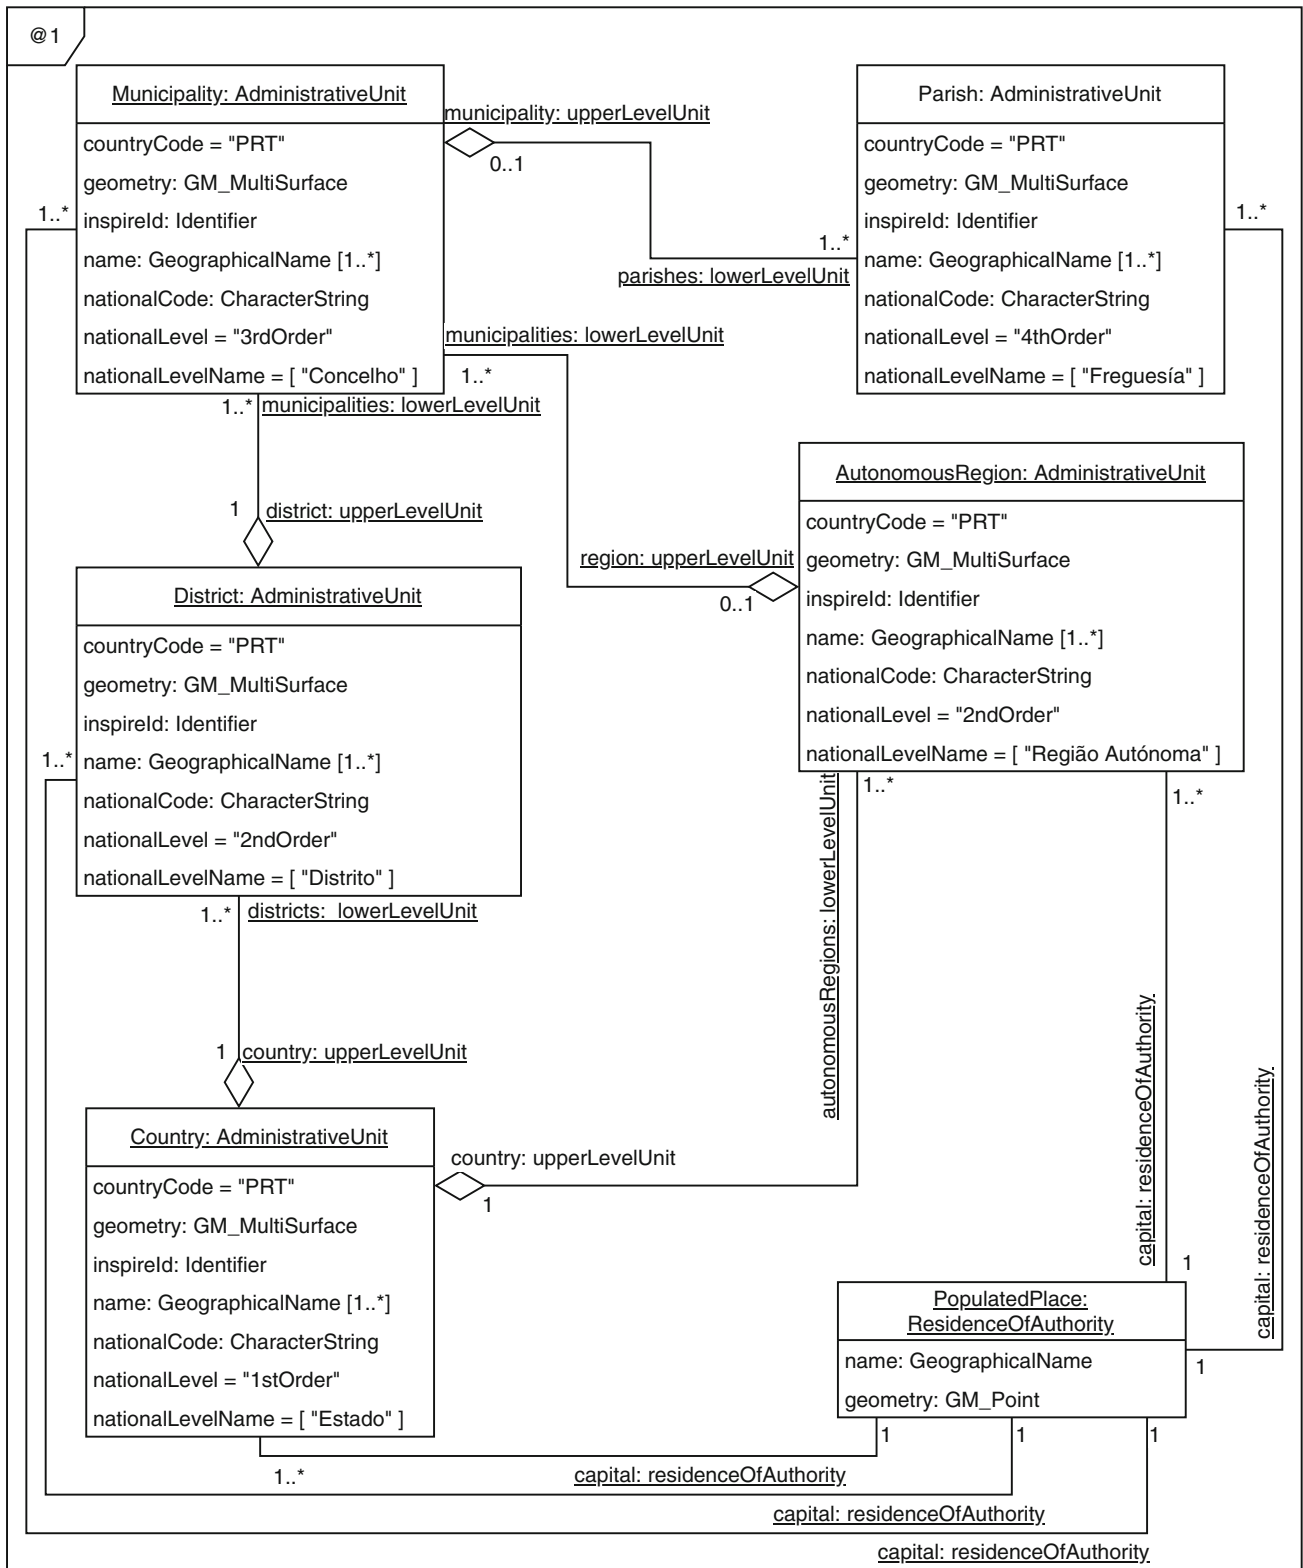 @1
Municipality: AdministrativeUnit
countryCode = "PRT"
geometry: GM_MultiSurface
inspireId: Identifier
name: GeographicalName [1..*]
nationalCode: CharacterString
nationalLevel = "3rdOrder"
nationalLevelName = [ "Concelho" ]
municipality: upperLevelUnit
0..1
1..*
parishes: lowerLevelUnit
Parish: AdministrativeUnit
countryCode = "PRT"
geometry: GM_MultiSurface
inspireId: Identifier
name: GeographicalName [1..*]
nationalCode: CharacterString
nationalLevel = "4thOrder"
nationalLevelName = [ "Freguesía" ]
1..*
1..*
municipalities: lowerLevelUnit
1..*
1..*
municipalities: lowerLevelUnit
1
district: upperLevelUnit
region: upperLevelUnit
0..1
AutonomousRegion: AdministrativeUnit
countryCode = "PRT"
geometry: GM_MultiSurface
inspireId: Identifier
name: GeographicalName [1..*]
nationalCode: CharacterString
nationalLevel = "2ndOrder"
nationalLevelName = [ "Região Autónoma" ]
District: AdministrativeUnit
countryCode = "PRT"
geometry: GM_MultiSurface
inspireId: Identifier
name: GeographicalName [1..*]
nationalCode: CharacterString
nationalLevel = "2ndOrder"
nationalLevelName = [ "Distrito" ]
1..*
1..*
districts: lowerLevelUnit
1
country: upperLevelUnit
autonomousRegions: lowerLevelUnit
1..*
1..*
capital: residenceOfAuthority
1
capital: residenceOfAuthority
1
Country: AdministrativeUnit
countryCode = "PRT"
geometry: GM_MultiSurface
inspireId: Identifier
name: GeographicalName [1..*]
nationalCode: CharacterString
nationalLevel = "1stOrder"
nationalLevelName = [ "Estado" ]
country: upperLevelUnit
1
PopulatedPlace:
ResidenceOfAuthority
name: GeographicalName
geometry: GM_Point
1
1
1
1..*
capital: residenceOfAuthority
capital: residenceOfAuthority
capital: residenceOfAuthority